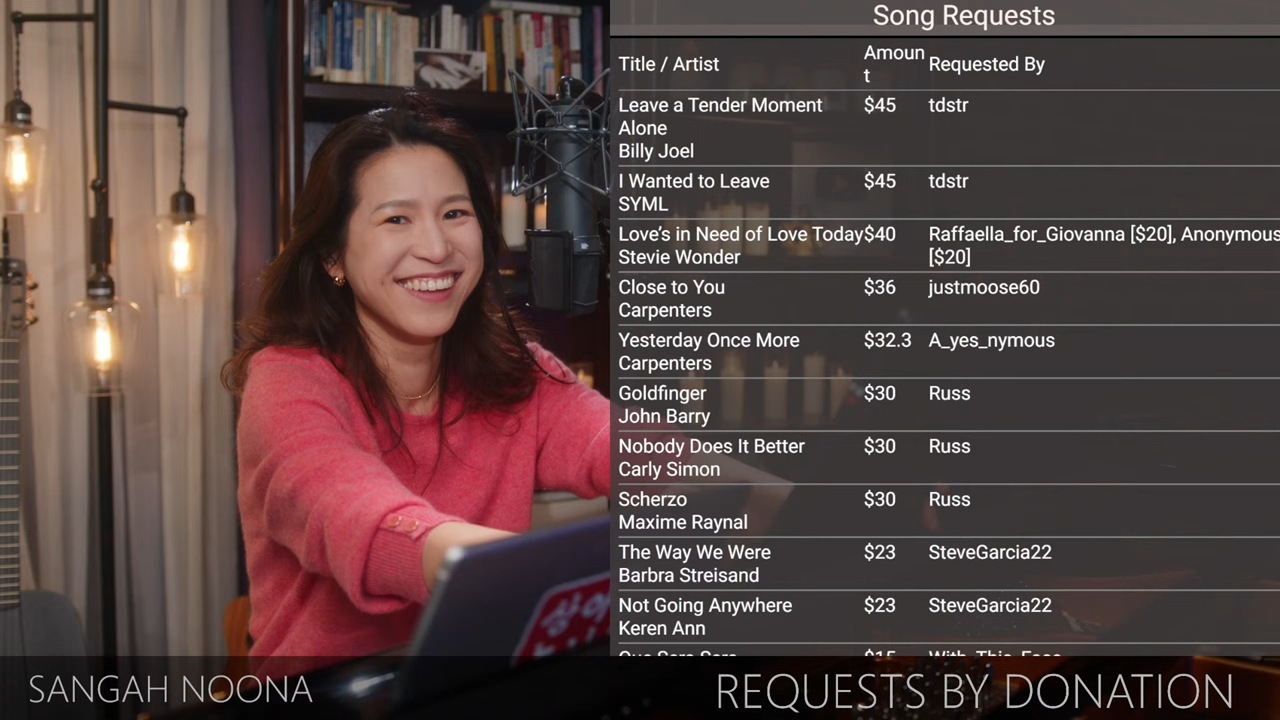 Song Requests
Title / Artist
Amoun
t
Requested By
Leave a Tender Moment
Alone
Billy Joel
$45
tdstr
I Wanted to Leave
SYML
$45
tdstr
Love’s in Need of Love Today
Stevie Wonder
$40
Raffaella_for_Giovanna [$20], Anonymous
[$20]
Close to You
Carpenters
$36
justmoose60
Yesterday Once More
Carpenters
$32.3
A_yes_nymous
Goldfinger
John Barry
$30
Russ
Nobody Does It Better
Carly Simon
$30
Russ
Scherzo
Maxime Raynal
$30
Russ
The Way We Were
Barbra Streisand
$23
SteveGarcia22
Not Going Anywhere
Keren Ann
$23
SteveGarcia22
SANGAH NOONA
REQUESTS BY DONATION